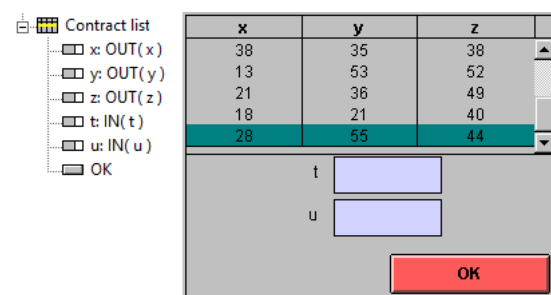 Contract list
x: OUT( x )
y: OUT( y )
z: OUT( z )
t: IN( t )
u: IN( u )
OK
x y z
38 35 38
13 53 52
21 36 49
18 21 40
28 55 44
t
u
OK